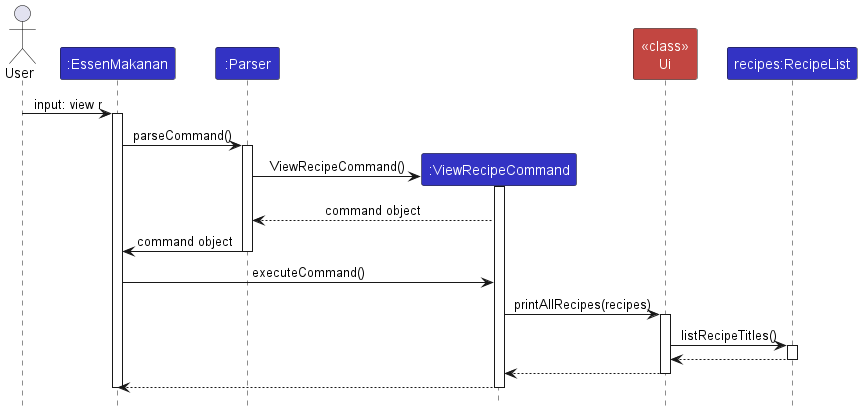 «class»
:EssenMakanan
:Parser
Ui
recipes:RecipeList
User
input: view r
parseCommand()
ViewRecipeCommand()
:ViewRecipeCommand
command object
command object
executeCommand()
printAllRecipes(recipes)
listRecipeTitles()